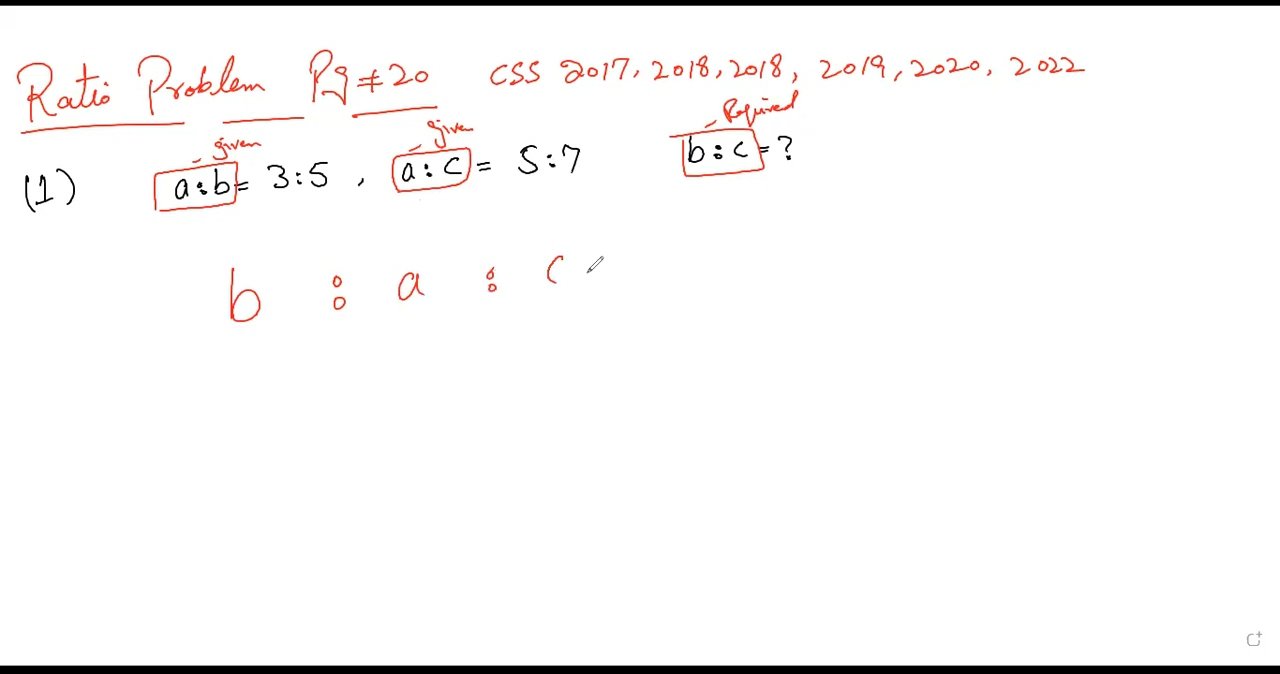 Ratio Problem Pg # 20 CSS 2017, 2018, 2018, 2019, 2020, 2022
given given Required
(1) a:b = 3:5, a:c = 5:7 b:c = ?
b : a : c